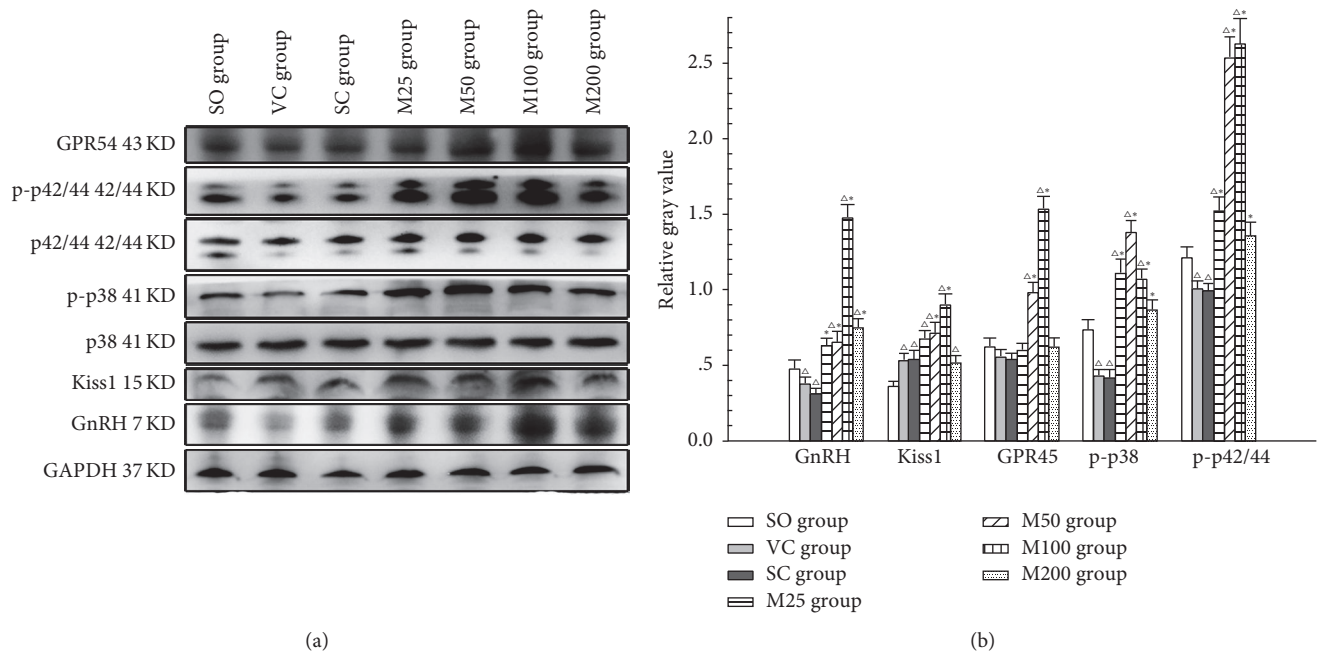 SO group
VC group
SC group
M25 group
M50 group
M100 group
M200 group
GPR54 43 KD
p-p42/44 42/44 KD
p42/44 42/44 KD
p-p38 41 KD
p38 41 KD
Kiss1 15 KD
GnRH 7 KD
GAPDH 37 KD
(a)
Relative gray value
2.5
2.0
1.5
1.0
.5
0.0
△ △ * △* △* △*
△ △ △* △* △* △
△* △*
△ △ △* △* △* *
△ △ △* △* △* *
GnRH Kiss1 GPR45 p-p38 p-p42/44
SO group
VC group
SC group
M25 group
M50 group
M100 group
M200 group
(b)